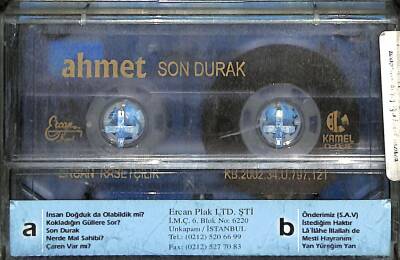 ahmet SON DURAK
Ercan
KAMEL
ERCAN KASETÇİLİK
KB.2002.34.Ü.797.121
a
İnsan Doğduk da Olabildik mi?
Kokladığın Güllere Sor?
Son Durak
Nerde Mal Sahibi?
Çaren Var mı?
Ercan Plak LTD. ŞTİ
İ.M.Ç. 6. Blok No: 6220
Unkapanı / İSTANBUL
Tel: (0212) 520 66 99
Fax: (0212) 527 70 83
b
Önderimiz (S.A.V)
İstediğim Haktır
Lâ İlâhe İllallah de
Mesti Hayranım
Yan Yüreğim Yan